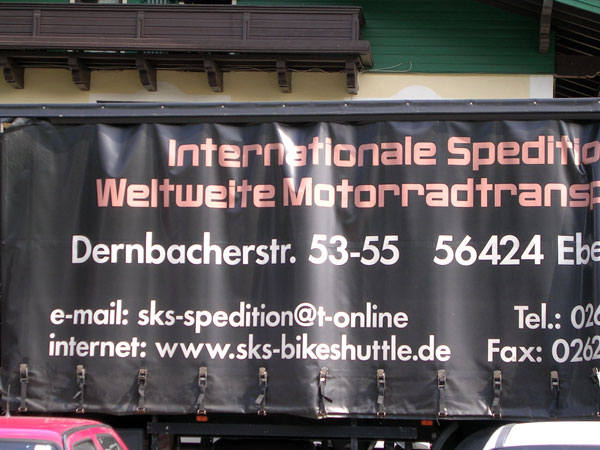 Internationale Speditio
Weltweite Motorradtransp
Dernbacherstr. 53-55 56424 Ebe
e-mail: sks-spedition@t-online
Tel.: 026
internet: www.sks-bikeshuttle.de
Fax: 0262